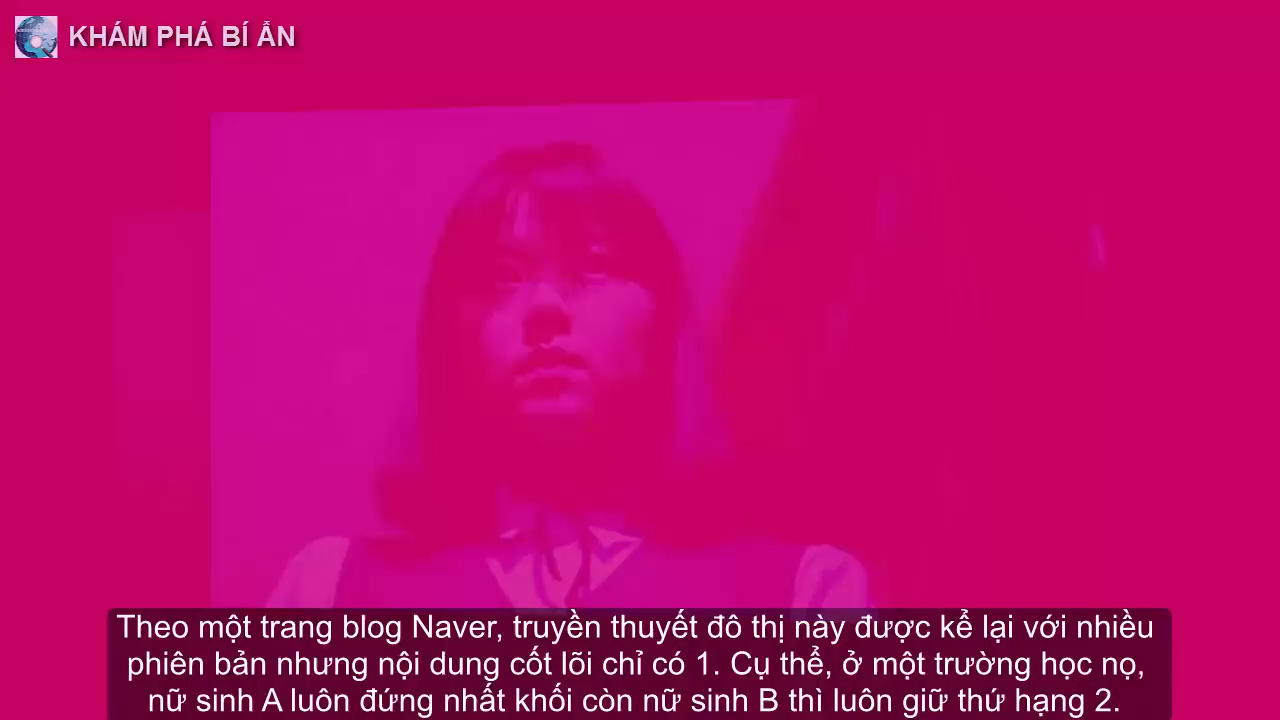 KHÁM PHÁ BÍ ẨN
Theo một trang blog Naver, truyền thuyết đô thị này được kể lại với nhiều
phiên bản nhưng nội dung cốt lõi chỉ có 1. Cụ thể, ở một trường học nọ,
nữ sinh A luôn đứng nhất khối còn nữ sinh B thì luôn giữ thứ hạng 2.